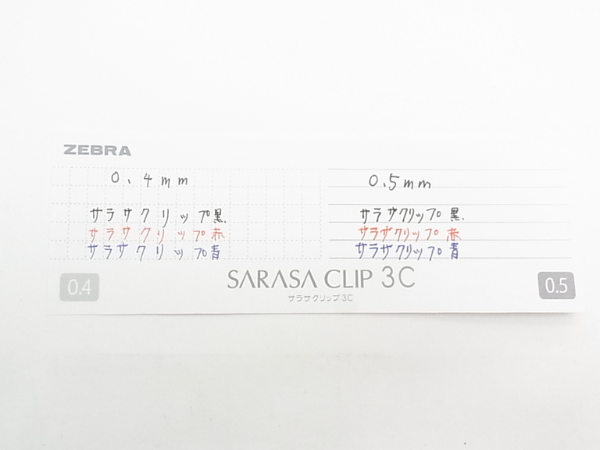 ZEBRA
0.4mm
サラサクリップ黒.
サラサクリップ赤
サラサクリップ青
0.5mm
サラサクリップ黒.
サラサクリップ赤
サラサクリップ青
0.4
SARASA CLIP 3C
サラサクリップ3C
0.5